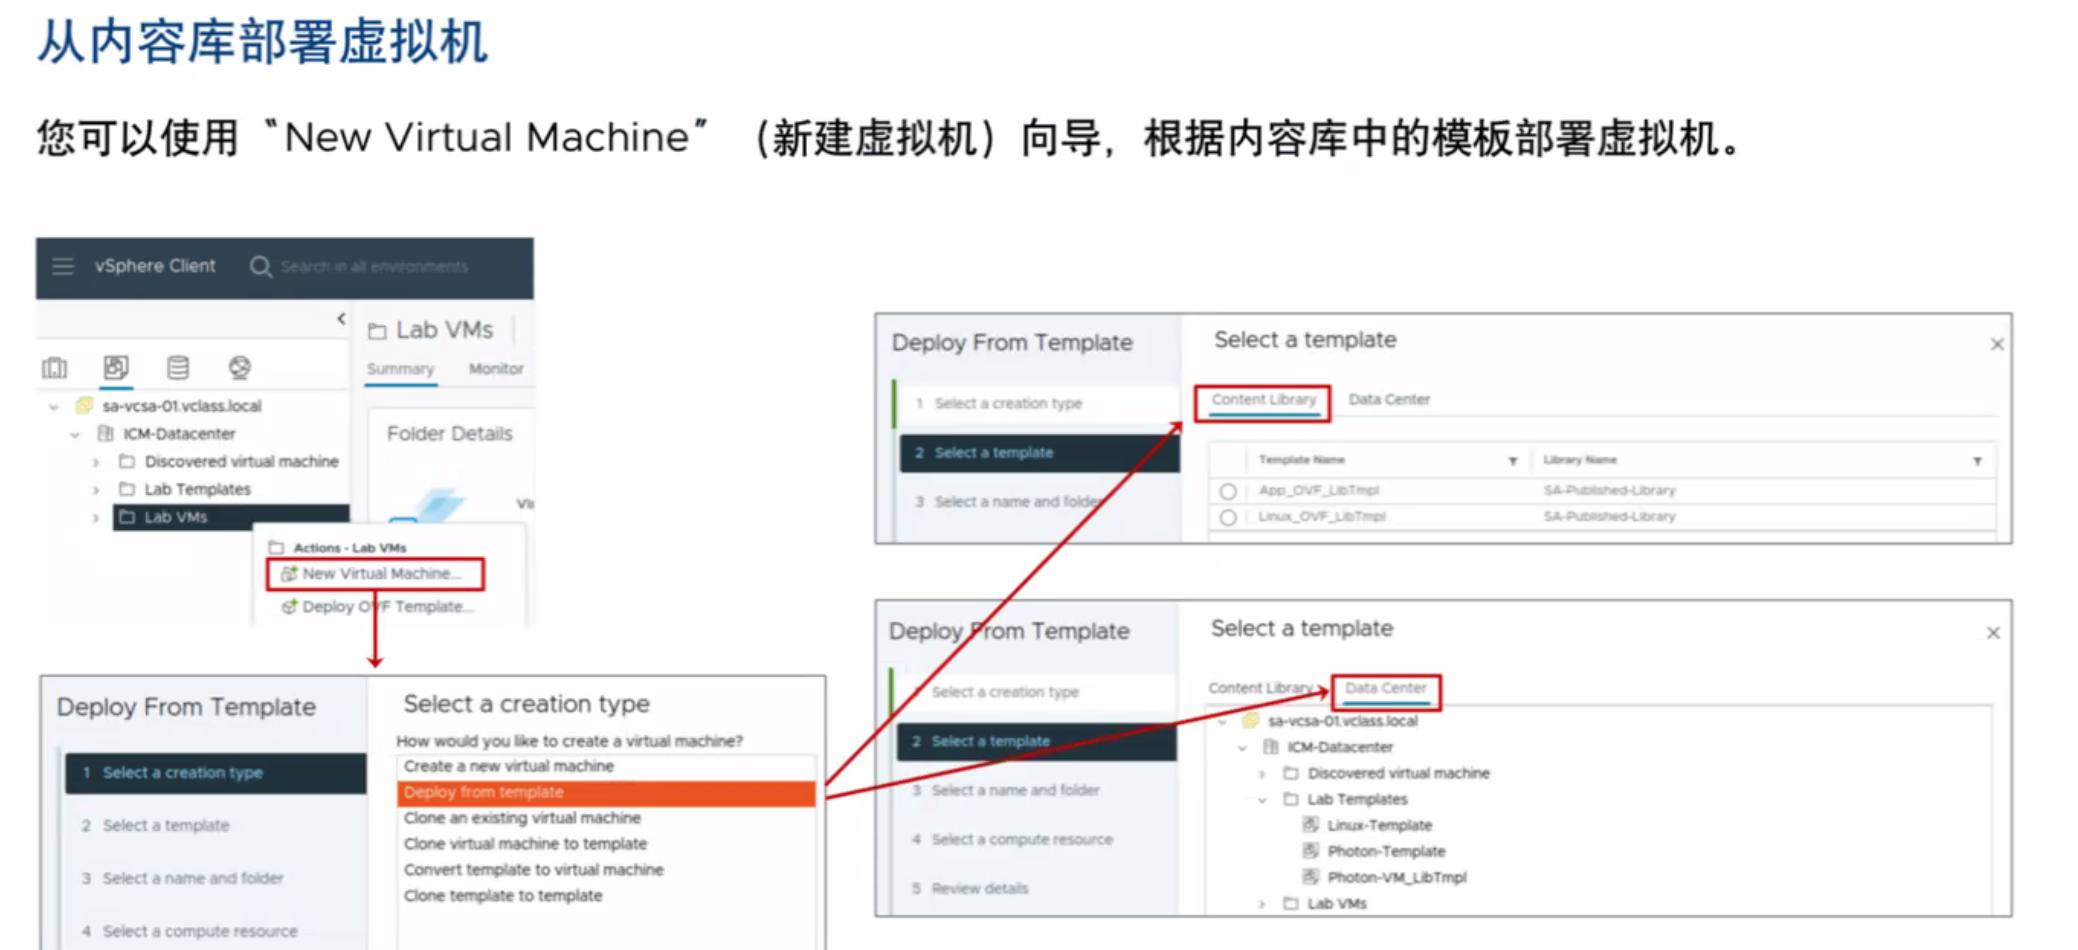 从内容库部署虚拟机
您可以使用〝New Virtual Machine〞（新建虚拟机）向导，根据内容库中的模板部署虚拟机。
vSphere Client
Search in all environments
Lab VMs
Summary Monitor
sa-vcsa-01.vclass.local
ICM-Datacenter
Discovered virtual machine
Lab Templates
Lab VMs
Folder Details
Actions - Lab VMs
New Virtual Machine...
Deploy OVF Template...
Deploy From Template
1 Select a creation type
2 Select a template
3 Select a name and folder
4 Select a compute resource
Select a creation type
How would you like to create a virtual machine?
Create a new virtual machine
Deploy from template
Clone an existing virtual machine
Clone virtual machine to template
Convert template to virtual machine
Clone template to template
Deploy From Template
1 Select a creation type
2 Select a template
3 Select a name and folder
Select a template
Content Library Data Center
Template Name Library Name
App_OVF_LibTmpl SA-Published-Library
Linux_OVF_LibTmpl SA-Published-Library
Deploy From Template
Select a creation type
2 Select a template
3 Select a name and folder
4 Select a compute resource
5 Review details
Select a template
Content Library Data Center
sa-vcsa-01.vclass.local
ICM-Datacenter
Discovered virtual machine
Lab Templates
Linux-Template
Photon-Template
Photon-VM_LibTmpl
Lab VMs